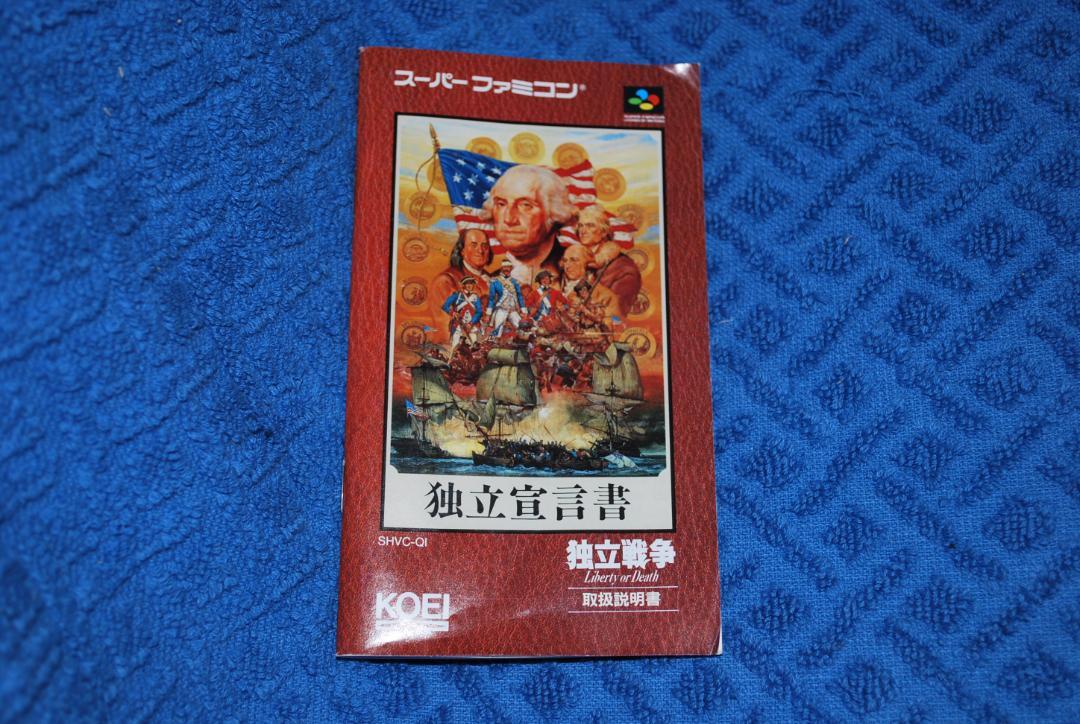 スーパーファミコン®
独立宣言書
SHVC-QI
独立戦争
Liberty or Death
取扱説明書
KOEI